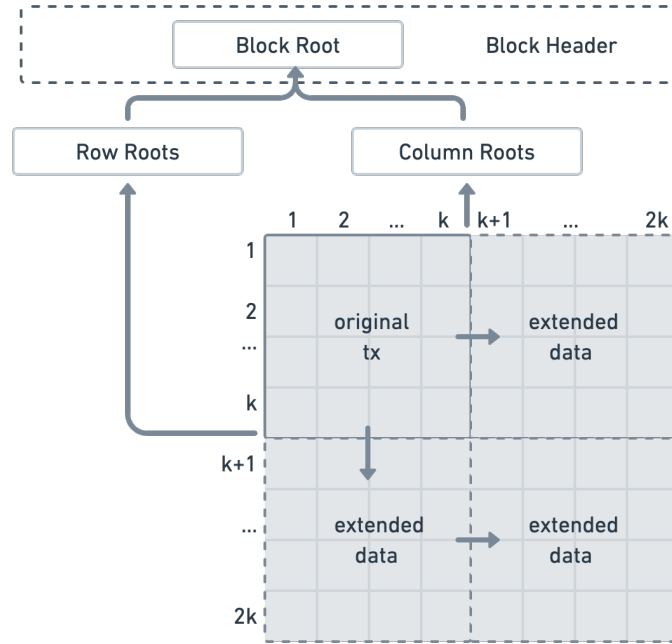 Block Root
Block Header
Row Roots
Column Roots
1 2 ... k k+1 ... 2k
1
2
...
k
original
tx
extended
data
k+1
...
2k
extended
data
extended
data